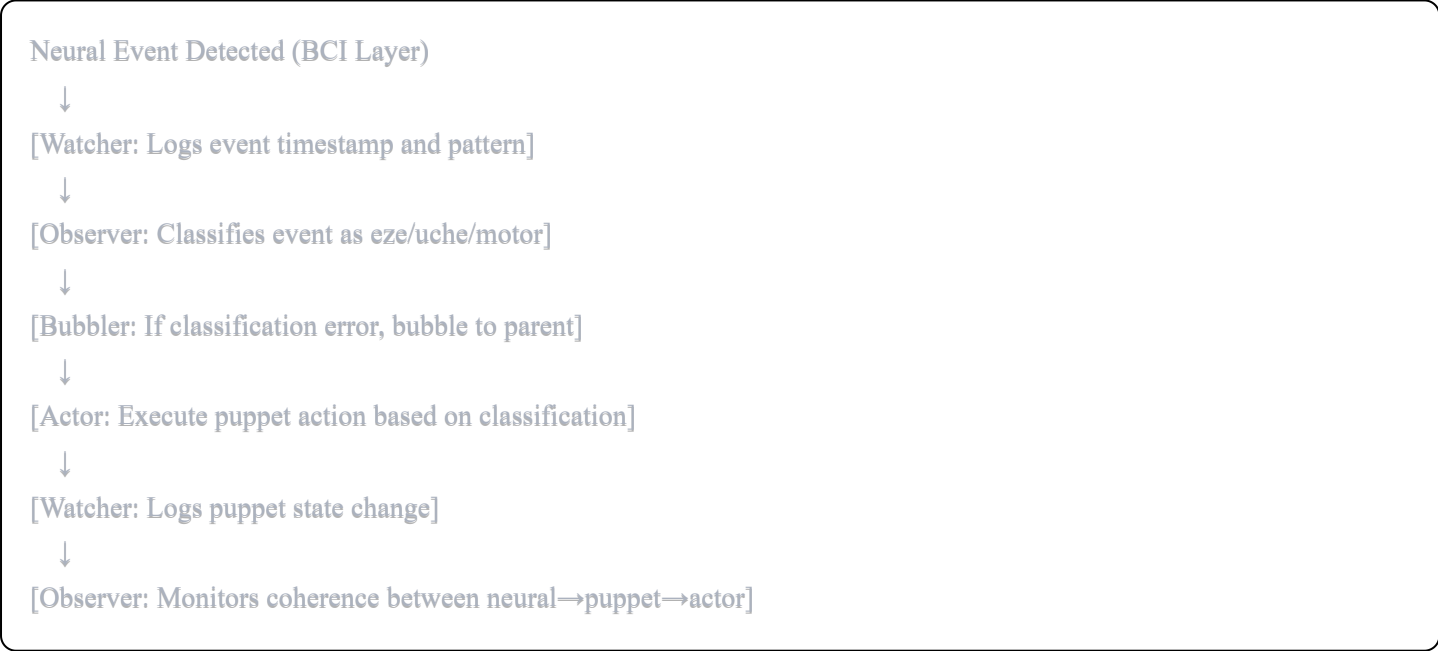 Neural Event Detected (BCI Layer)
↓
[Watcher: Logs event timestamp and pattern]
↓
[Observer: Classifies event as eze/uche/motor]
↓
[Bubbler: If classification error, bubble to parent]
↓
[Actor: Execute puppet action based on classification]
↓
[Watcher: Logs puppet state change]
↓
[Observer: Monitors coherence between neural→puppet→actor]